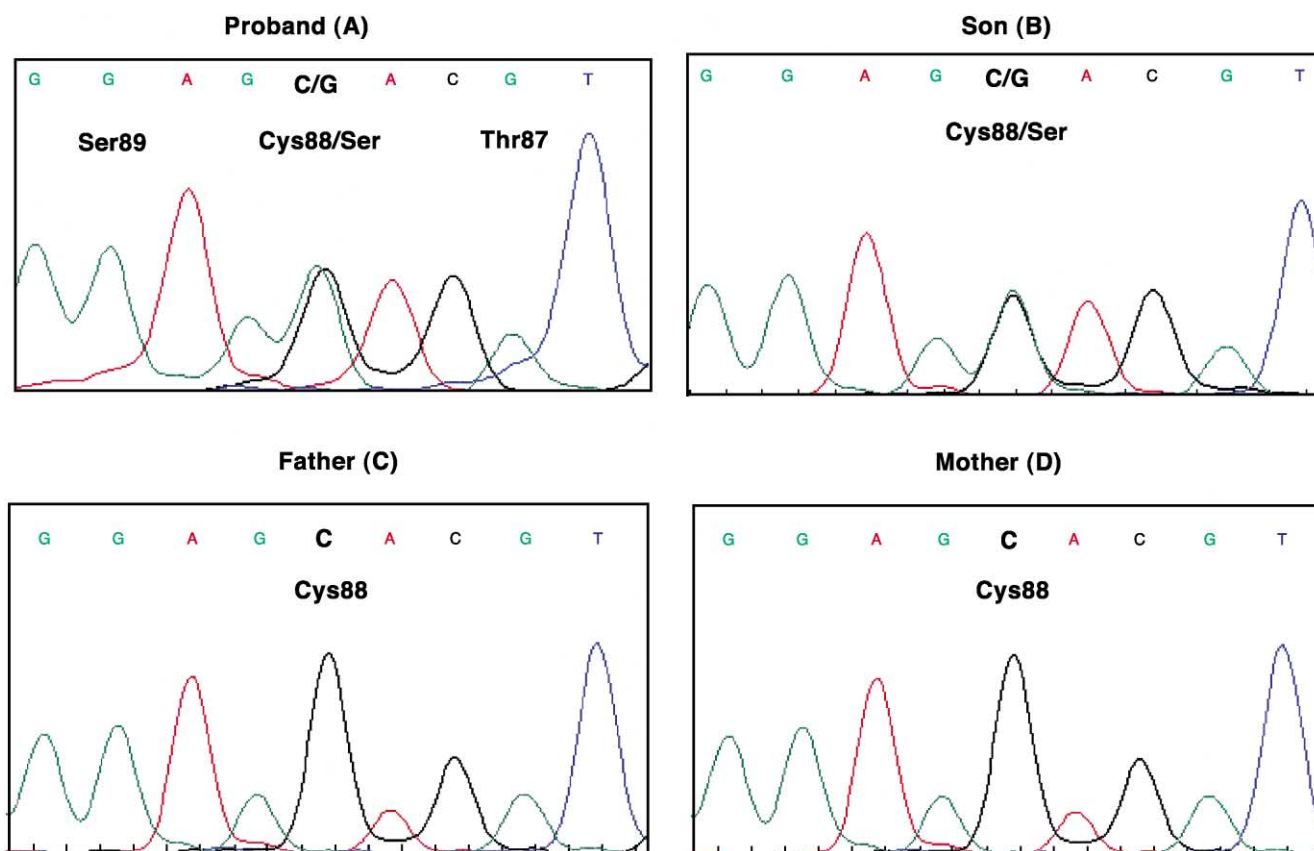 Proband (A)
G G A G C/G A C G T
Ser89 Cys88/Ser Thr87
Son (B)
G G A G C/G A C G T
Cys88/Ser
Father (C)
G G A G C A C G T
Cys88
Mother (D)
G G A G C A C G T
Cys88